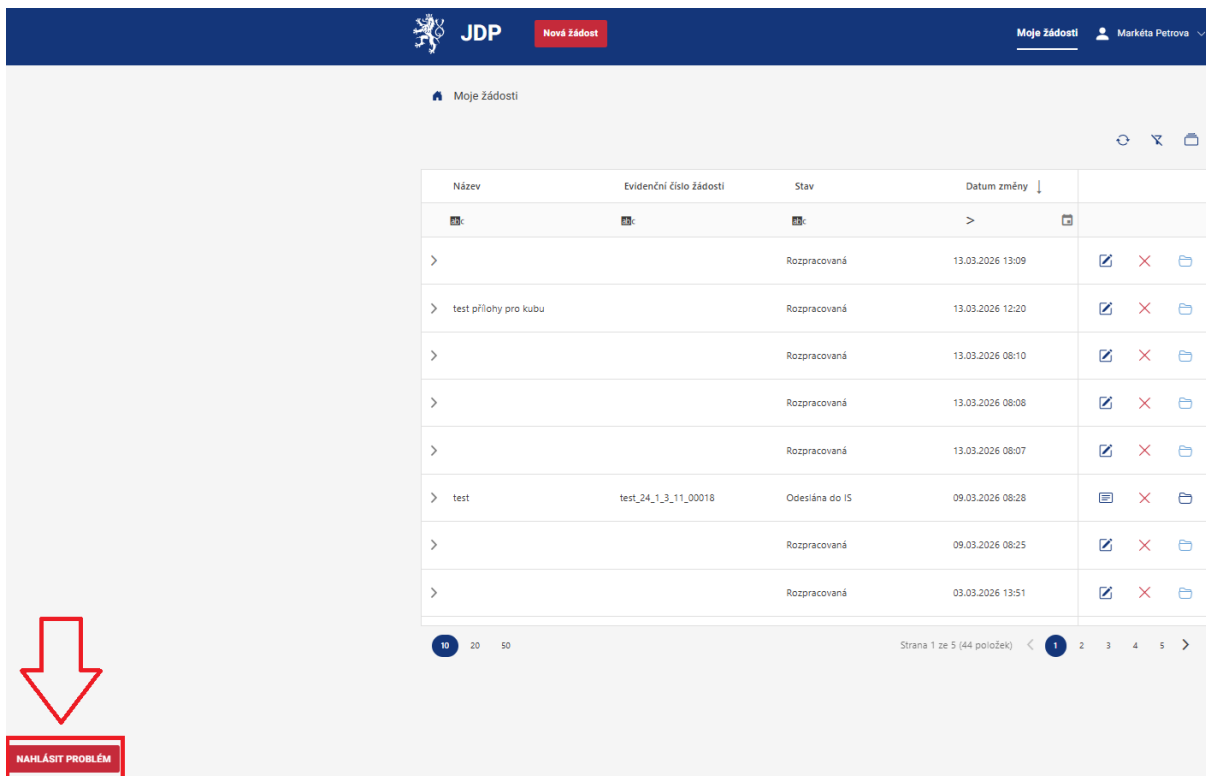 JDP Nová žádost Moje žádosti Markéta Petrova
Moje žádosti
Název Evidenční číslo žádosti Stav Datum změny
abc abc abc >
Rozpracovaná 13.03.2026 13:09
test přílohy pro kubu Rozpracovaná 13.03.2026 12:20
Rozpracovaná 13.03.2026 08:10
Rozpracovaná 13.03.2026 08:08
Rozpracovaná 13.03.2026 08:07
test test_24_1_3_11_00018 Odeslána do IS 09.03.2026 08:28
Rozpracovaná 09.03.2026 08:25
Rozpracovaná 03.03.2026 13:51
10 20 50 Strana 1 ze 5 (44 položek) 1 2 3 4 5
NAHLÁSIT PROBLÉM